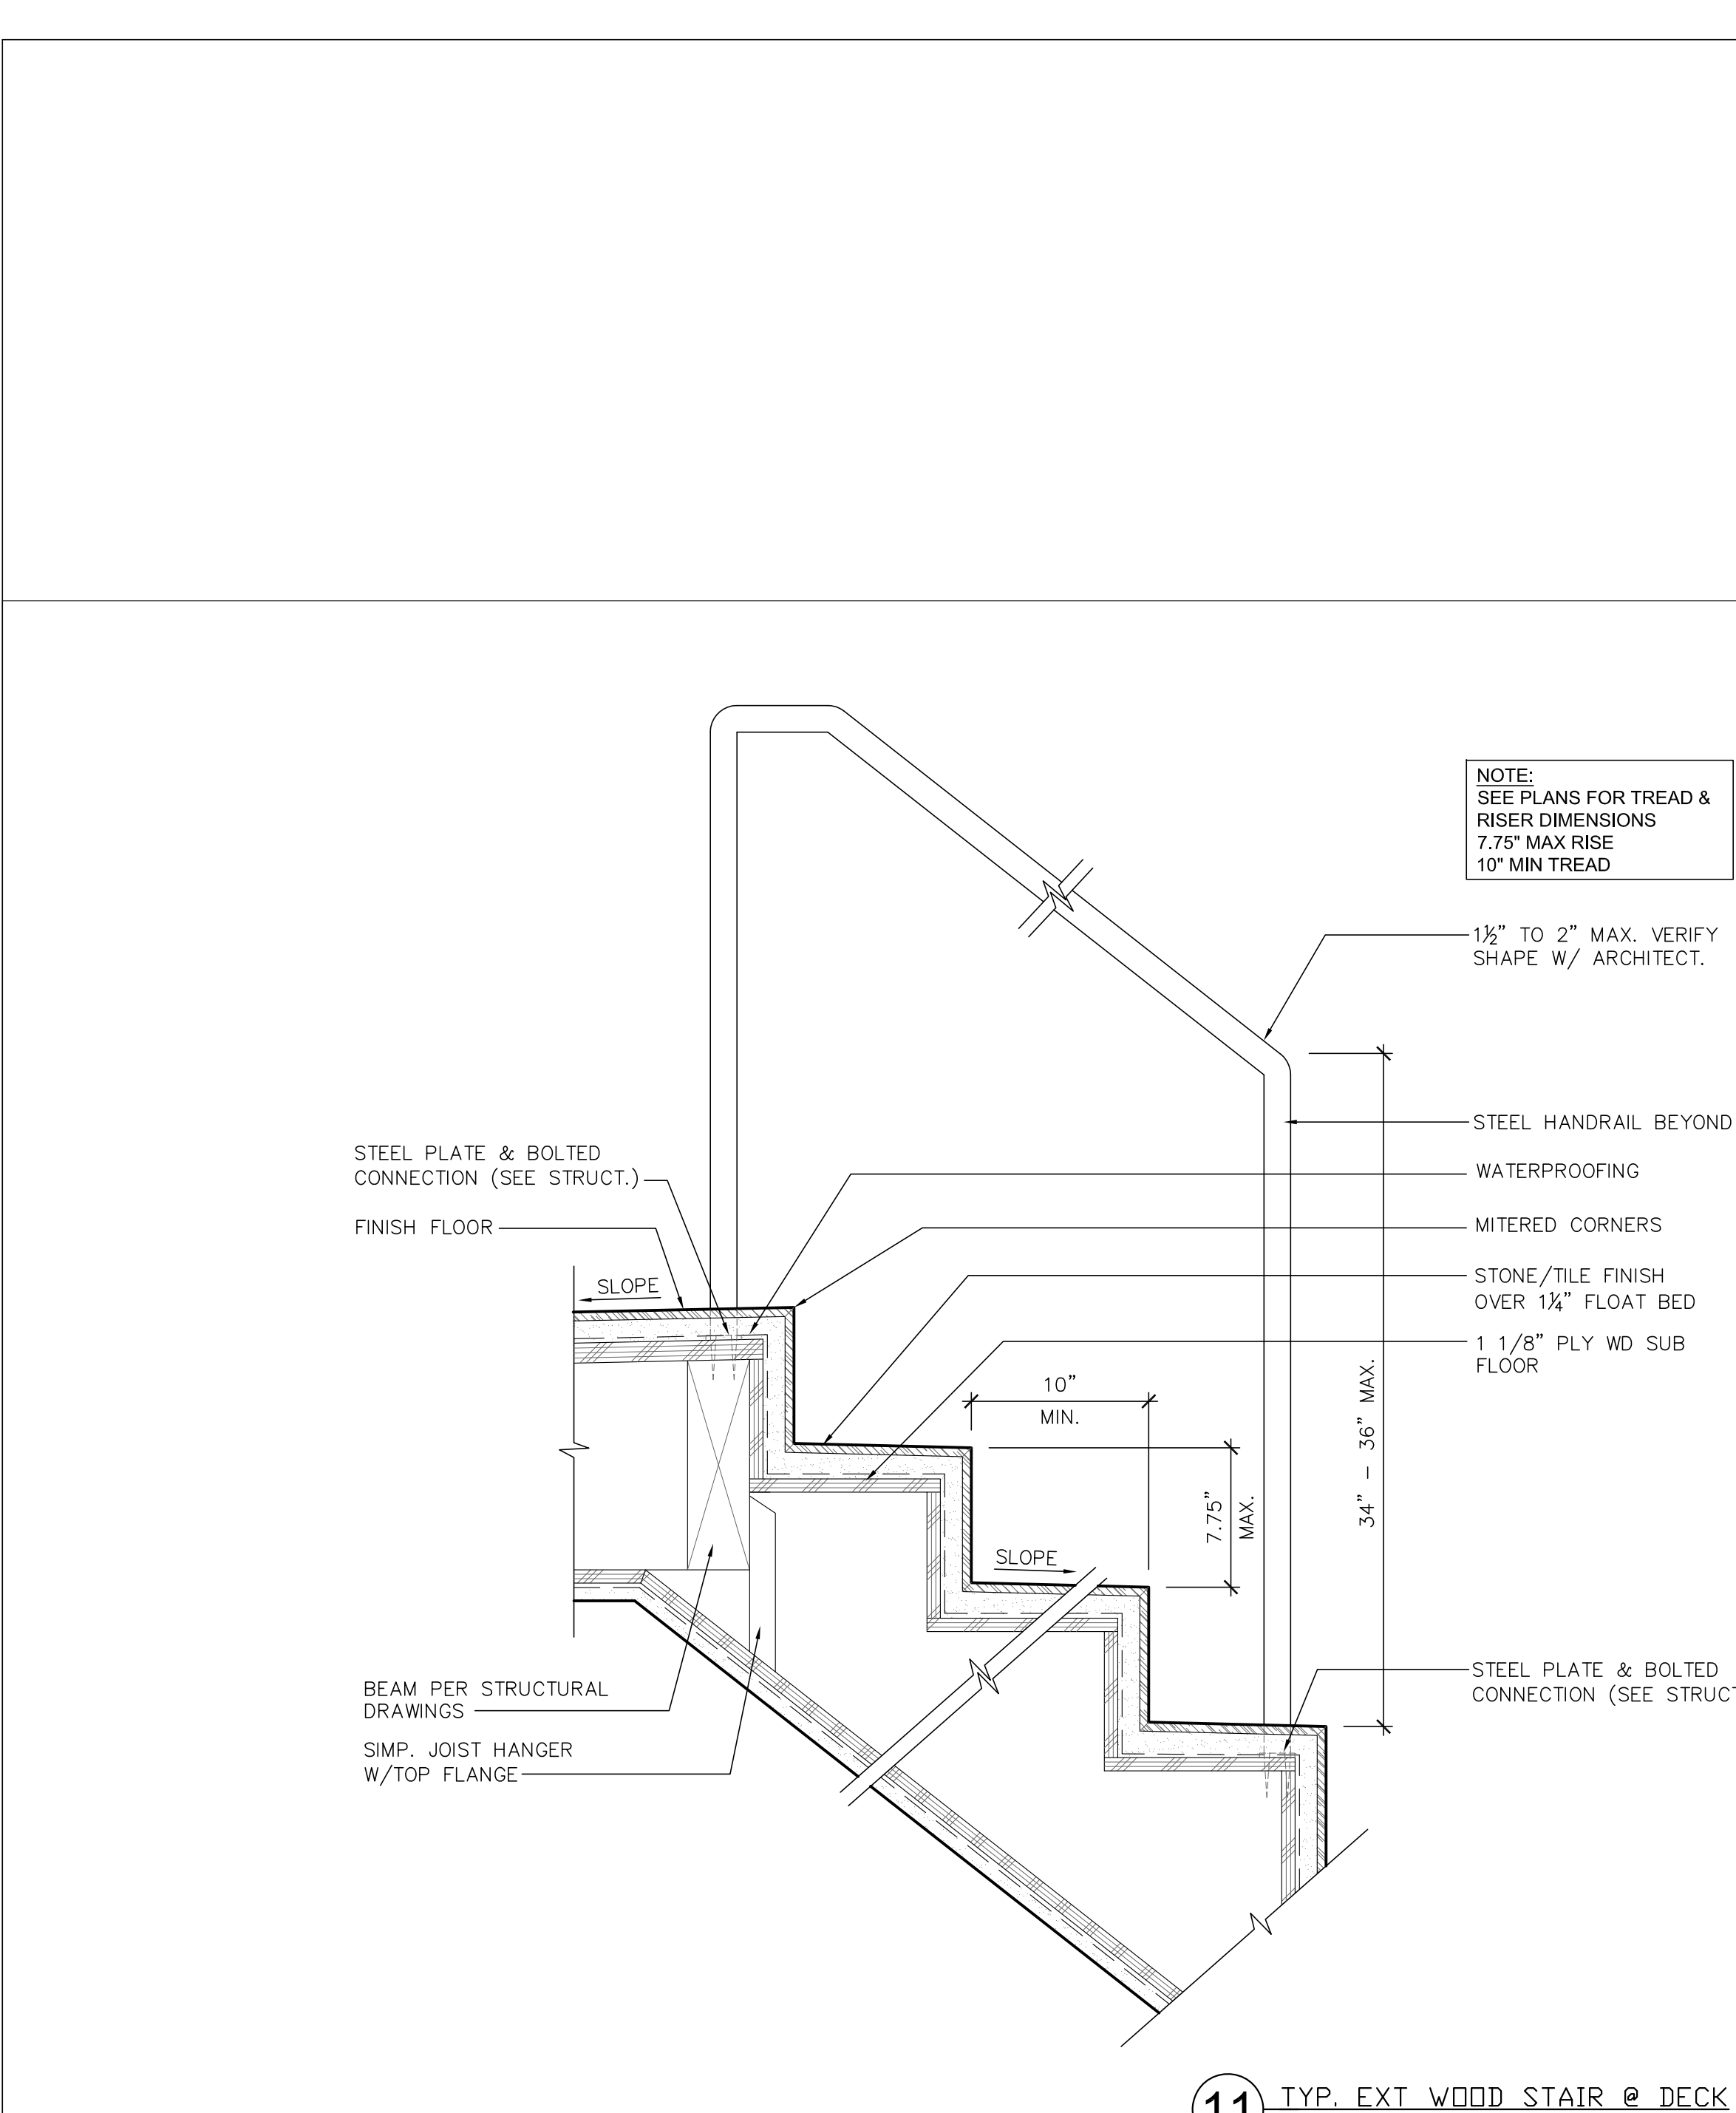 NOTE:
SEE PLANS FOR TREAD &
RISER DIMENSIONS
7.75" MAX RISE
10" MIN TREAD
1½" TO 2" MAX. VERIFY
SHAPE W/ ARCHITECT.
STEEL HANDRAIL BEYOND
WATERPROOFING
MITERED CORNERS
STONE/TILE FINISH
OVER 1¼" FLOAT BED
1 1/8" PLY WD SUB
FLOOR
STEEL PLATE & BOLTED
CONNECTION (SEE STRUCT.)
FINISH FLOOR
SLOPE
10"
MIN.
7.75"
MAX.
34" - 36" MAX.
SLOPE
BEAM PER STRUCTURAL
DRAWINGS
SIMP. JOIST HANGER
W/TOP FLANGE
STEEL PLATE & BOLTED
CONNECTION (SEE STRUCT
11
TYP. EXT WOOD STAIR @ DECK